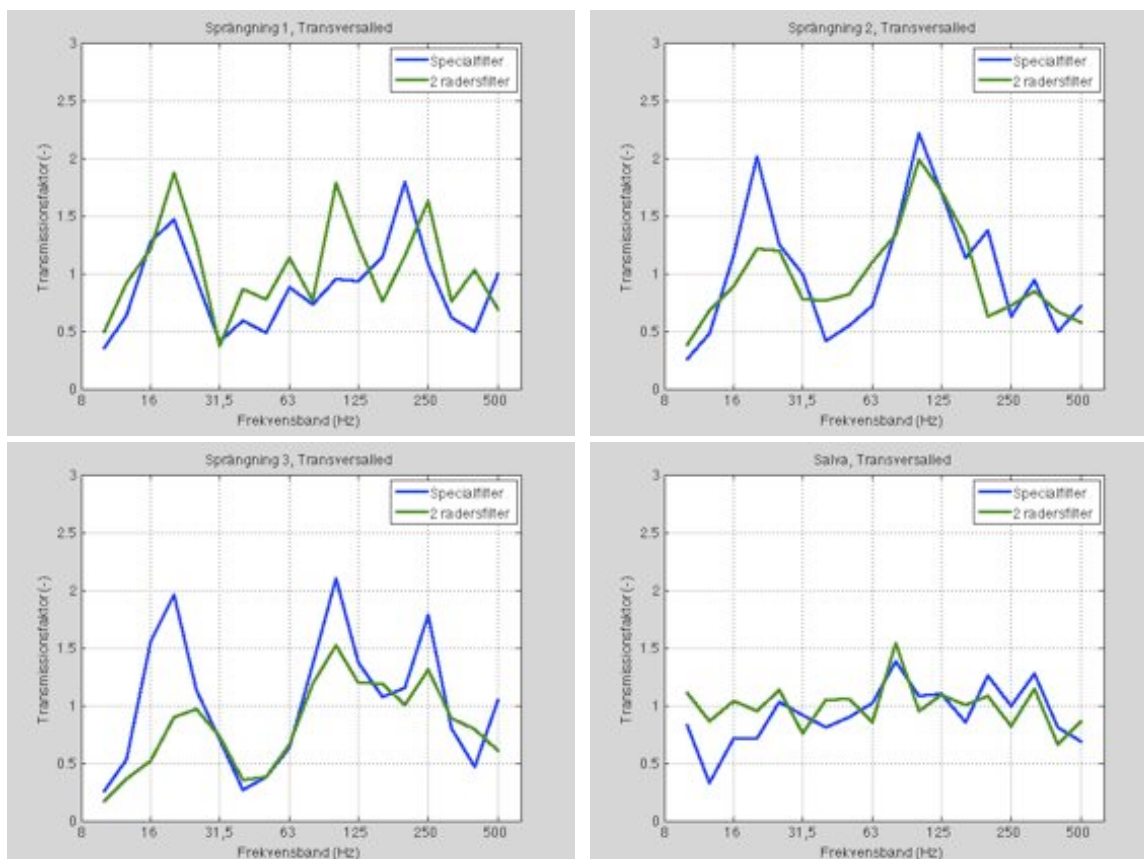 Sprängning 1, Transversalled
Specialfilter
2 radersfilter
Transmissionsfaktor (-)
3
2.5
2
1.5
1
0.5
0
8 16 31,5 63 125 250 500
Frekvensband (Hz)
Sprängning 2, Transversalled
Specialfilter
2 radersfilter
Transmissionsfaktor (-)
3
2.5
2
1.5
1
0.5
0
8 16 31,5 63 125 250 500
Frekvensband (Hz)
Sprängning 3, Transversalled
Specialfilter
2 radersfilter
Transmissionsfaktor (-)
3
2.5
2
1.5
1
0.5
0
8 16 31,5 63 125 250 500
Frekvensband (Hz)
Salva, Transversalled
Specialfilter
2 radersfilter
Transmissionsfaktor (-)
3
2.5
2
1.5
1
0.5
0
8 16 31,5 63 125 250 500
Frekvensband (Hz)